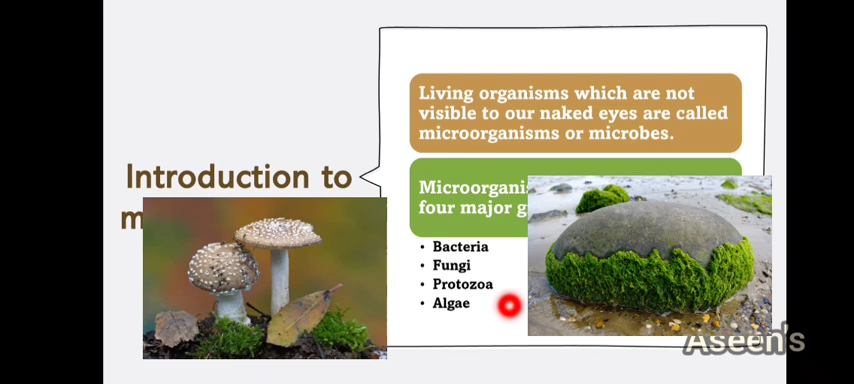 Introduction to
Living organisms which are not
visible to our naked eyes are called
microorganisms or microbes.
four major
• Bacteria
• Fungi
• Protozoa
• Algae
Aseen's